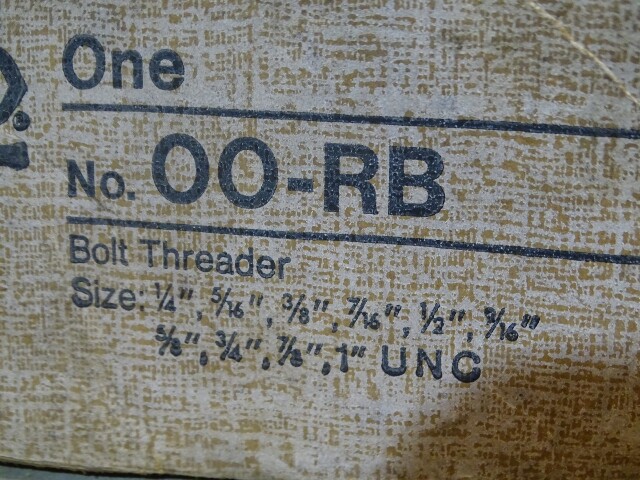 One
No. OO-RB
Bolt Threader
Size: 1/4", 5/16", 3/8", 7/16", 1/2", 9/16"
5/8", 3/4", 7/8", 1" UNC